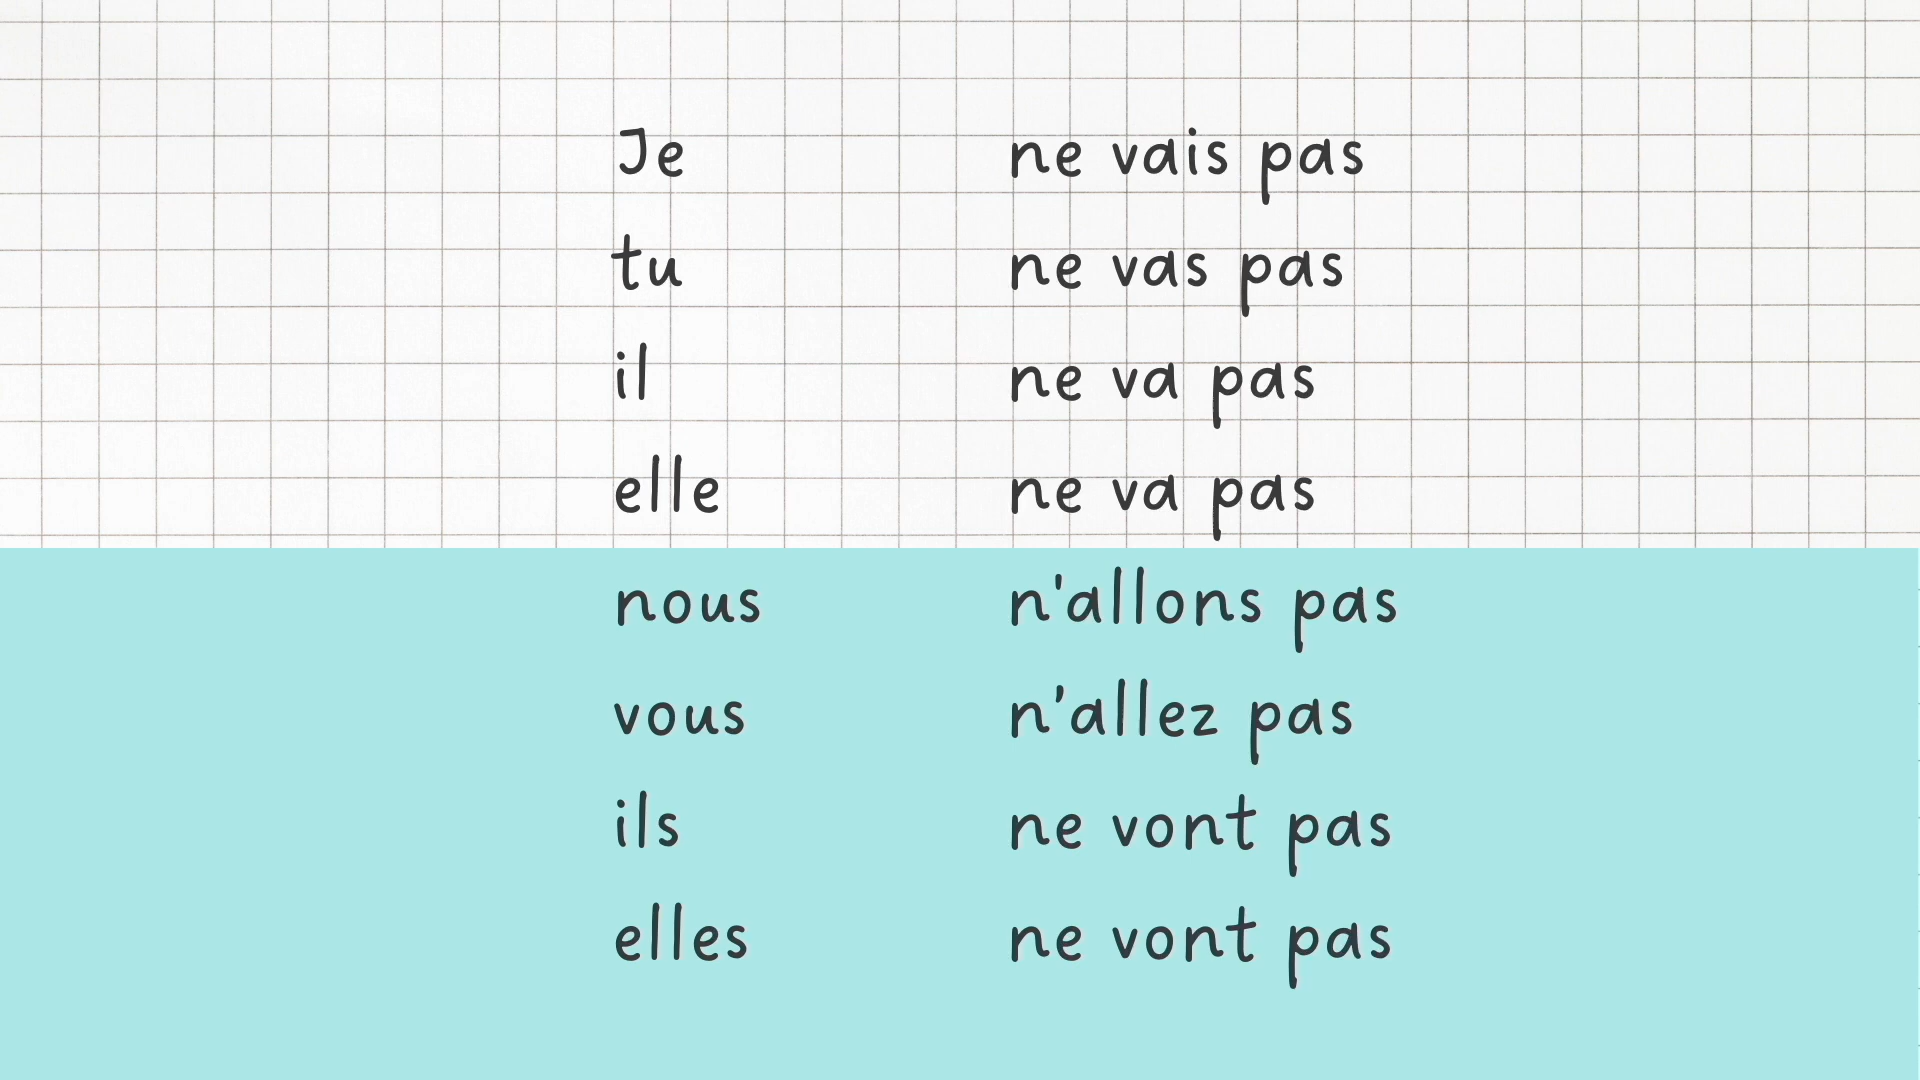 Je ne vais pas
tu ne vas pas
il ne va pas
elle ne va pas
nous n'allons pas
vous n'allez pas
ils ne vont pas
elles ne vont pas